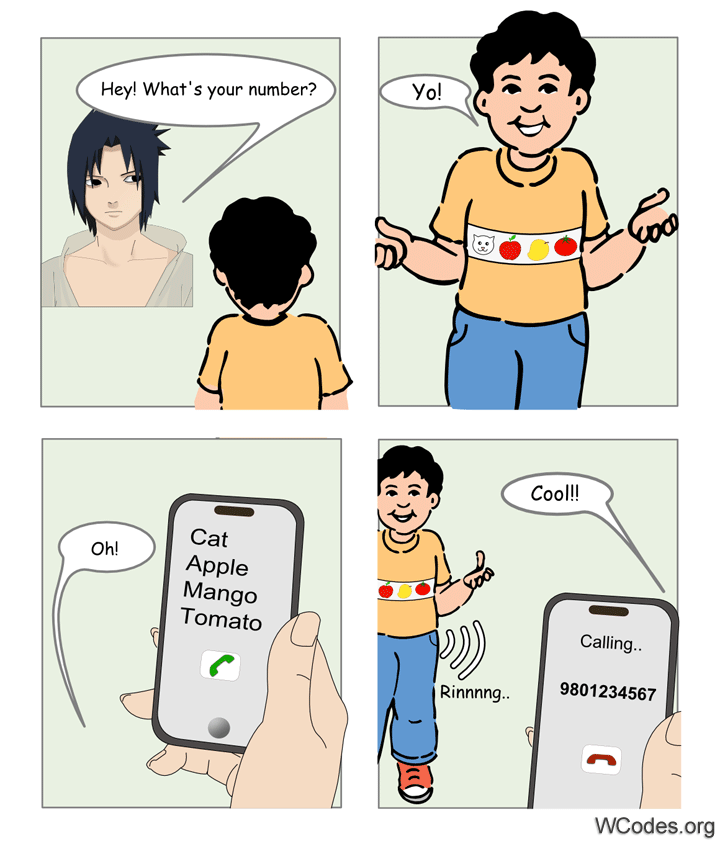 Hey! What's your number?
Yo!
Oh!
Cat
Apple
Mango
Tomato
Cool!!
Calling..
9801234567
Rinnnng..
WCodes.org